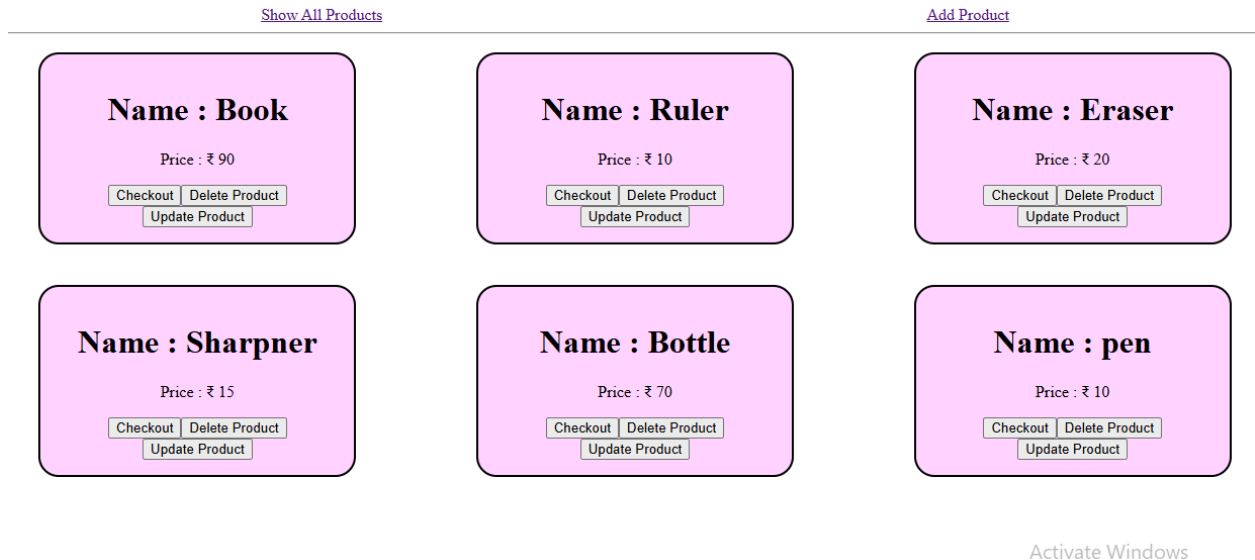 Show All Products Add Product
Name : Book
Price : ₹ 90
Checkout Delete Product
Update Product
Name : Ruler
Price : ₹ 10
Checkout Delete Product
Update Product
Name : Eraser
Price : ₹ 20
Checkout Delete Product
Update Product
Name : Sharpner
Price : ₹ 15
Checkout Delete Product
Update Product
Name : Bottle
Price : ₹ 70
Checkout Delete Product
Update Product
Name : pen
Price : ₹ 10
Checkout Delete Product
Update Product
Activate Windows